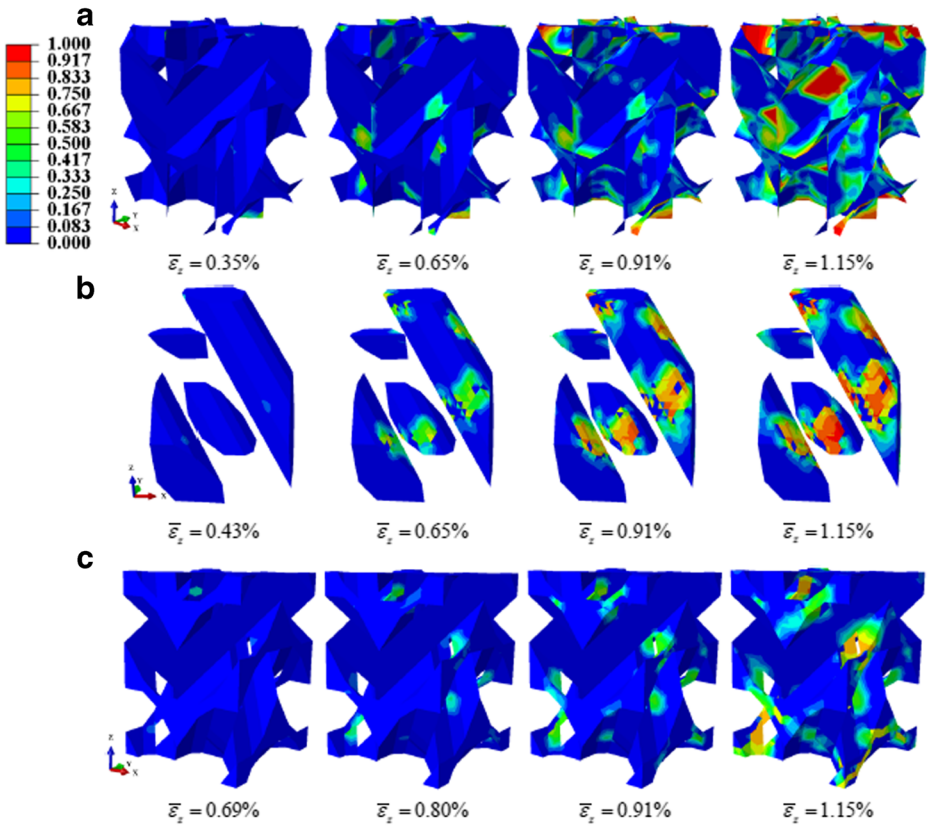 a
1.000
0.917
0.833
0.750
0.667
0.583
0.500
0.417
0.333
0.250
0.167
0.083
0.000
Z
Y
X
ε̅z = 0.35% ε̅z = 0.65% ε̅z = 0.91% ε̅z = 1.15%
b
Z
Y
X
ε̅z = 0.43% ε̅z = 0.65% ε̅z = 0.91% ε̅z = 1.15%
c
Z
Y
X
ε̅z = 0.69% ε̅z = 0.80% ε̅z = 0.91% ε̅z = 1.15%